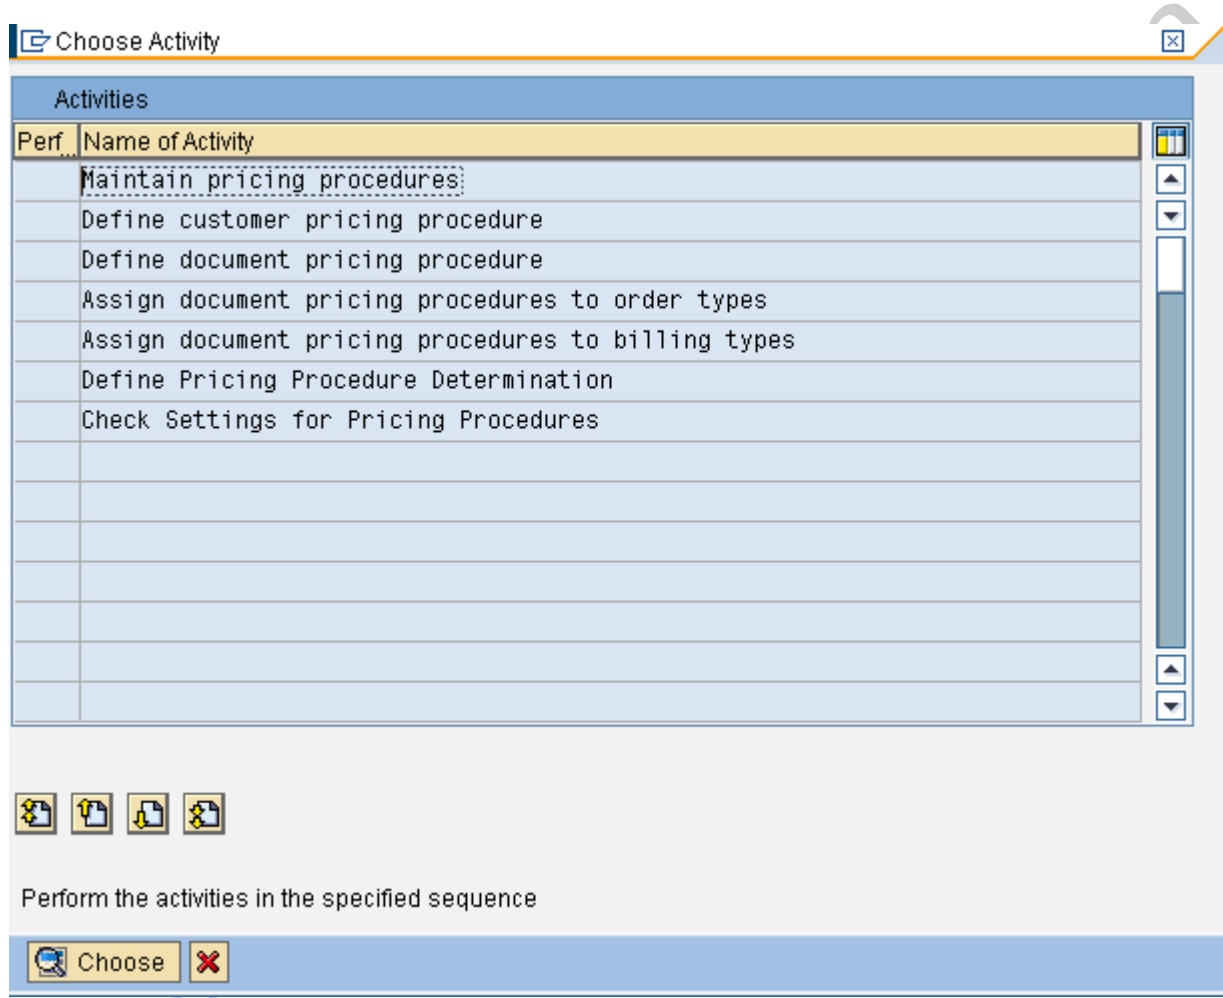 Choose Activity
Activities
Perf... Name of Activity
Maintain pricing procedures
Define customer pricing procedure
Define document pricing procedure
Assign document pricing procedures to order types
Assign document pricing procedures to billing types
Define Pricing Procedure Determination
Check Settings for Pricing Procedures
Perform the activities in the specified sequence
Choose